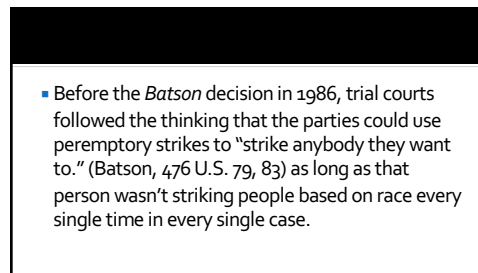 ▪ Before the Batson decision in 1986, trial courts
followed the thinking that the parties could use
peremptory strikes to “strike anybody they want
to.” (Batson, 476 U.S. 79, 83) as long as that
person wasn’t striking people based on race every
single time in every single case.